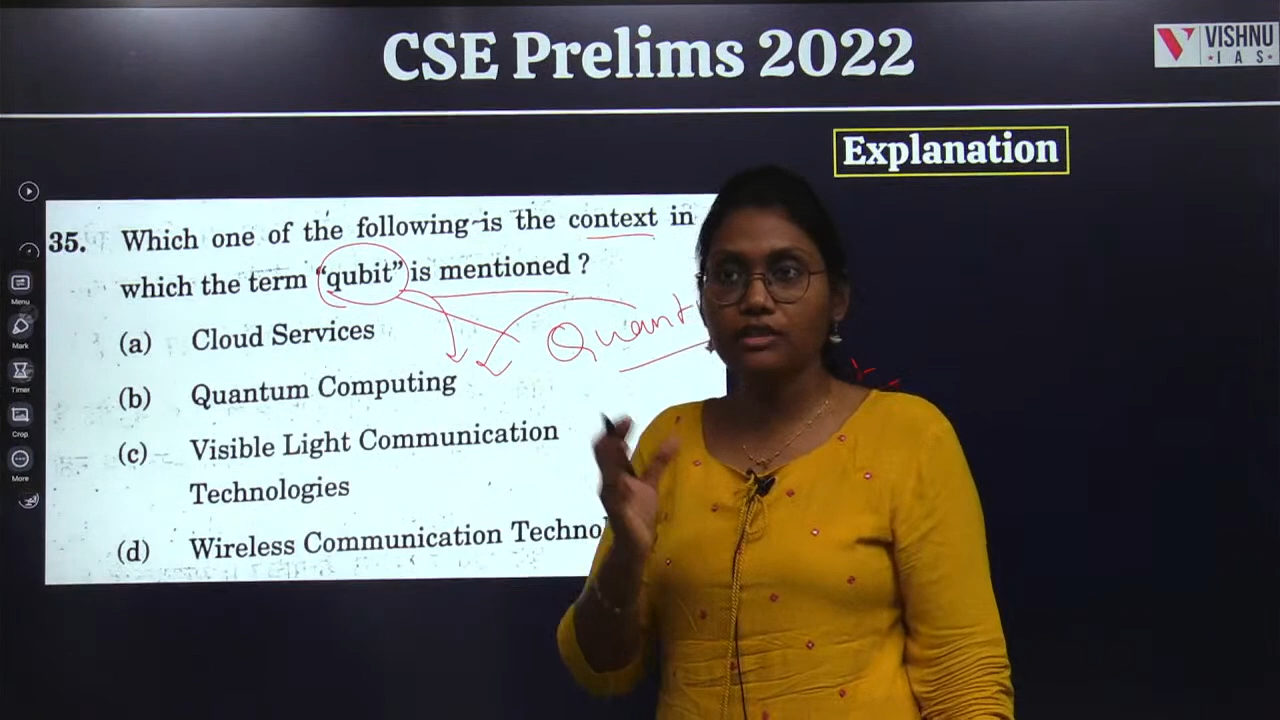 CSE Prelims 2022
VISHNU
IAS
Explanation
35. Which one of the following is the context in
which the term "qubit" is mentioned ?
Quant
(a) Cloud Services
(b) Quantum Computing
(c) Visible Light Communication
Technologies
(d) Wireless Communication Techno
Menu
Mark
Timer
Crop
More